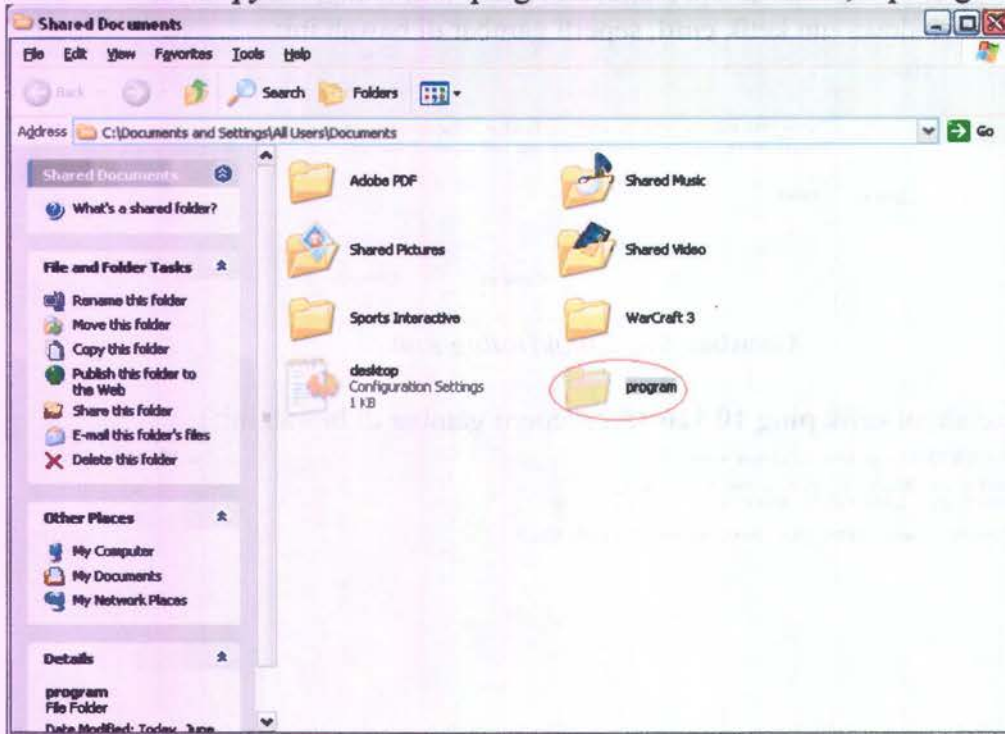 Shared Documents
File Edit View Favorites Tools Help
Back Search Folders
Address C:\Documents and Settings\All Users\Documents Go
Shared Documents
What's a shared folder?
File and Folder Tasks
Rename this folder
Move this folder
Copy this folder
Publish this folder to
the Web
Share this folder
E-mail this folder's files
Delete this folder
Other Places
My Computer
My Documents
My Network Places
Details
program
File Folder
Date Modified: Today, June
Adobe PDF
Shared Music
Shared Pictures
Shared Video
Sports Interactive
WarCraft 3
desktop
Configuration Settings
1 KB
program